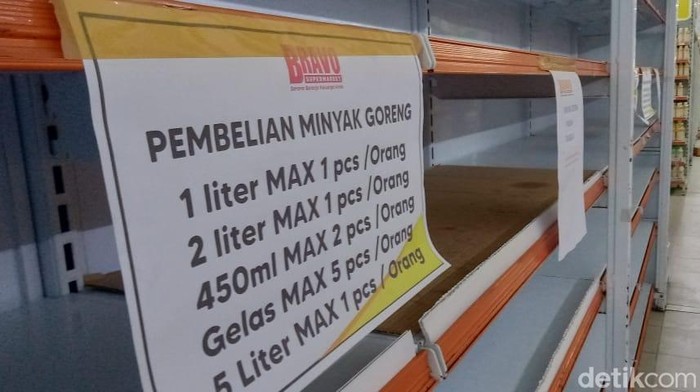 BRAVO
SUPERMARKET
PEMBELIAN MINYAK GORENG
1 liter MAX 1 pcs /Orang
2 liter MAX 1 pcs /Orang
450ml MAX 2 pcs /Orang
Gelas MAX 5 pcs /Orang
5 Liter MAX 1 pcs / Orang
detikcom